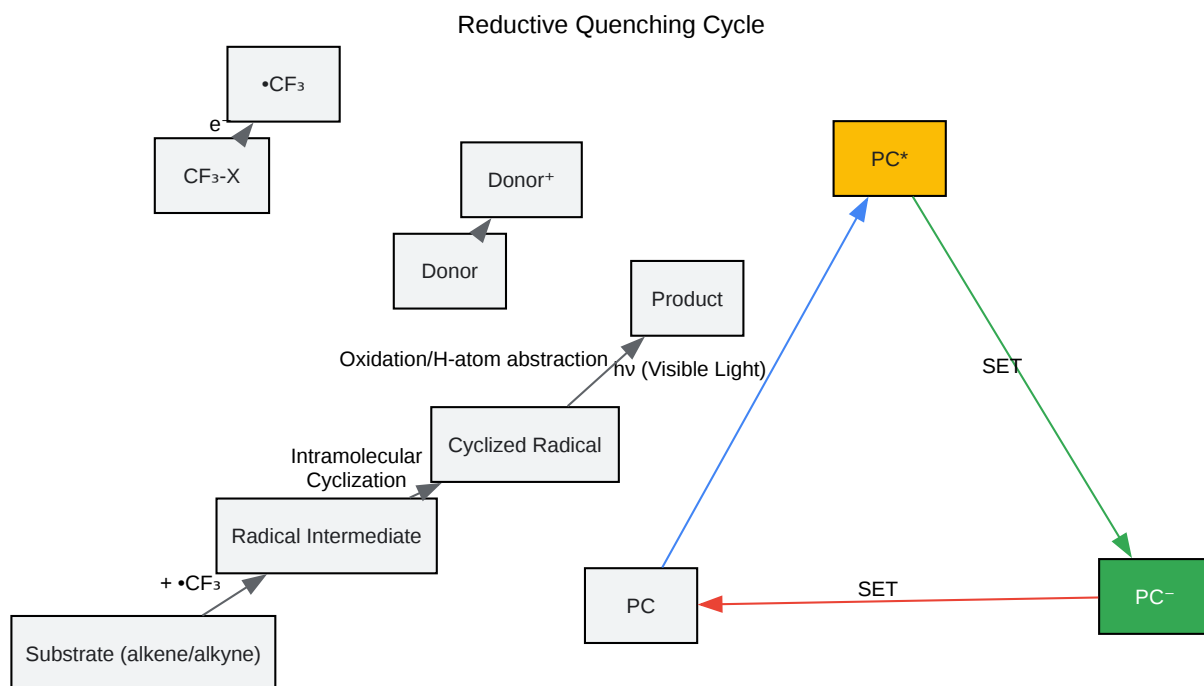 Reductive Quenching Cycle
•CF₃
e⁻
CF₃-X
PC*
Donor⁺
Donor
Product
Oxidation/H-atom abstraction
hν (Visible Light)
SET
Cyclized Radical
Intramolecular
Cyclization
Radical Intermediate
+ •CF₃
PC
SET
PC⁻
Substrate (alkene/alkyne)